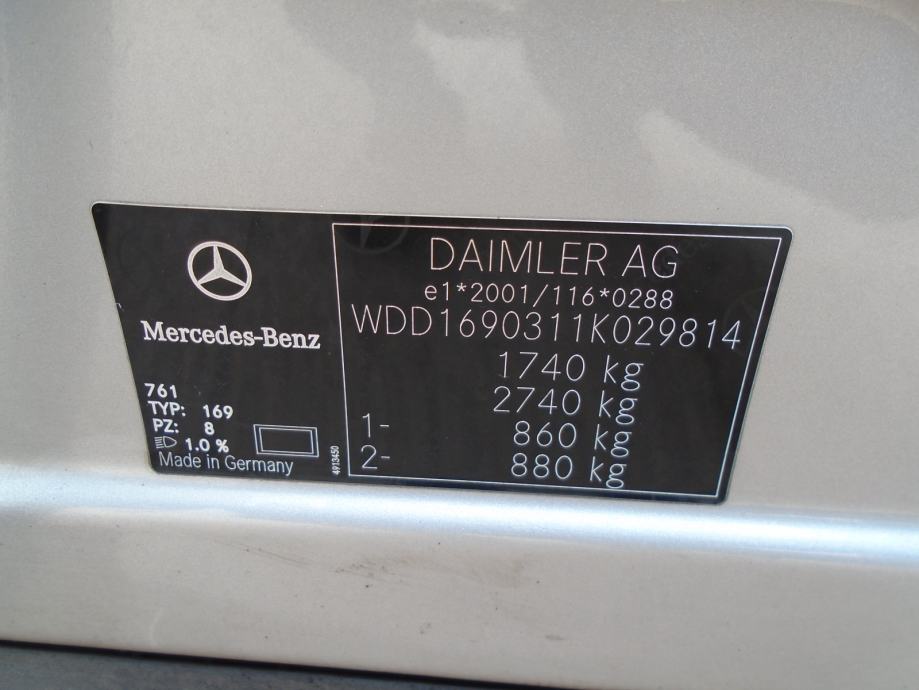 Mercedes-Benz
761
TYP: 169
PZ: 8
1.0 %
Made in Germany
4913450
DAIMLER AG
e1*2001/116*0288
WDD1690311K029814
1740 kg
2740 kg
1- 860 kg
2- 880 kg